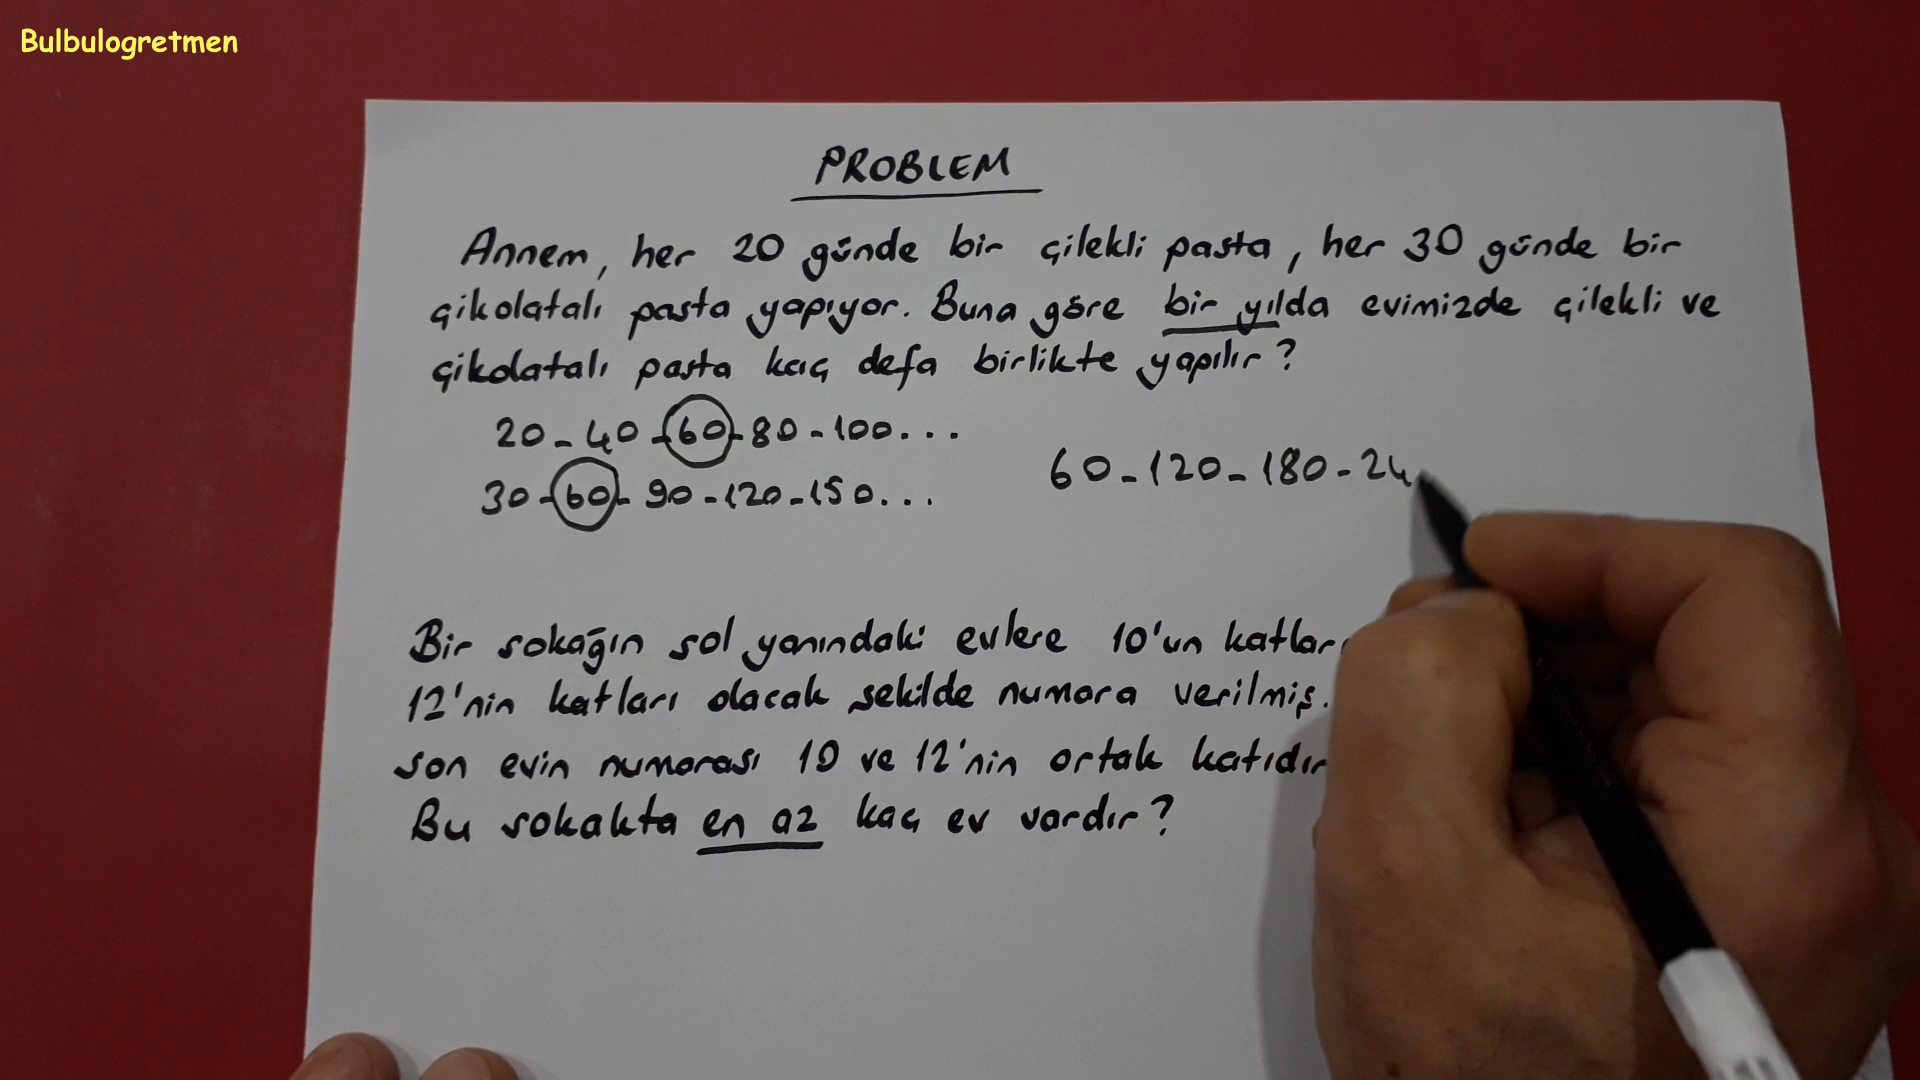 Bulbulogretmen
PROBLEM
Annem, her 20 günde bir çilekli pasta, her 30 günde bir
çikolatalı pasta yapıyor. Buna göre bir yılda evimizde çilekli ve
çikolatalı pasta kaç defa birlikte yapılır?
20-40-60-80-100...
30-60-90-120-150...
60-120-180-24
Bir sokağın sol yanındaki evlere 10'un katlar
12'nin katları olacak şekilde numara verilmiş.
son evin numarası 10 ve 12'nin ortak katıdır
Bu sokakta en az kaç ev vardır?